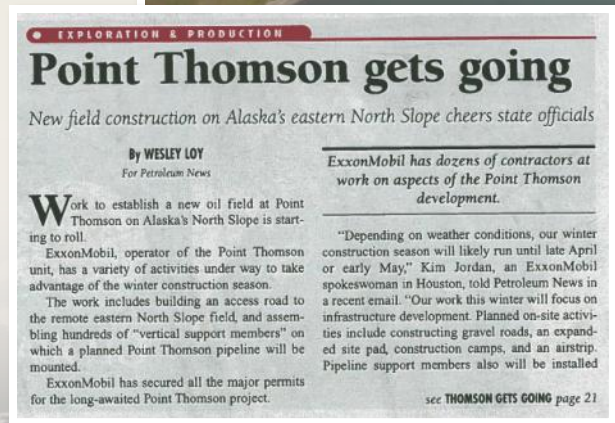 EXPLORATION & PRODUCTION
Point Thomson gets going
New field construction on Alaska's eastern North Slope cheers state officials
By WESLEY LOY
For Petroleum News
Work to establish a new oil field at Point
Thomson on Alaska's North Slope is start-
ing to roll.
ExxonMobil, operator of the Point Thomson
unit, has a variety of activities under way to take
advantage of the winter construction season.
The work includes building an access road to
the remote eastern North Slope field, and assem-
bling hundreds of "vertical support members" on
which a planned Point Thomson pipeline will be
mounted.
ExxonMobil has secured all the major permits
for the long-awaited Point Thomson project.
ExxonMobil has dozens of contractors at
work on aspects of the Point Thomson
development.
"Depending on weather conditions, our winter
construction season will likely run until late April
or early May," Kim Jordan, an ExxonMobil
spokeswoman in Houston, told Petroleum News in
a recent email. "Our work this winter will focus on
infrastructure development. Planned on-site activi-
ties include constructing gravel roads, an expand-
ed site pad, construction camps, and an airstrip.
Pipeline support members also will be installed
see THOMSON GETS GOING page 21